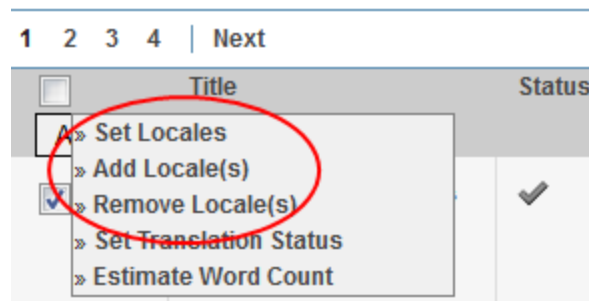 1 2 3 4 | Next
Title Status
A» Set Locales
» Add Locale(s)
» Remove Locale(s)
» Set Translation Status
» Estimate Word Count